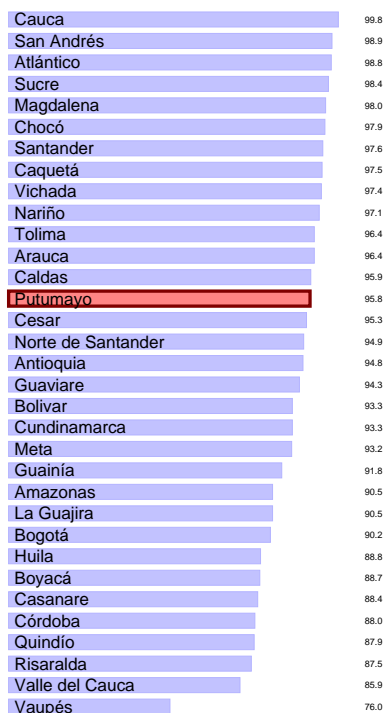 Cauca 99.8
San Andrés 98.9
Atlántico 98.8
Sucre 98.4
Magdalena 98.0
Chocó 97.9
Santander 97.6
Caquetá 97.5
Vichada 97.4
Nariño 97.1
Tolima 96.4
Arauca 96.4
Caldas 95.9
Putumayo 95.8
Cesar 95.3
Norte de Santander 94.9
Antioquia 94.8
Guaviare 94.3
Bolivar 93.3
Cundinamarca 93.3
Meta 93.2
Guainía 91.8
Amazonas 90.5
La Guajira 90.5
Bogotá 90.2
Huila 88.8
Boyacá 88.7
Casanare 88.4
Córdoba 88.0
Quindío 87.9
Risaralda 87.5
Valle del Cauca 85.9
Vaupés 76.0